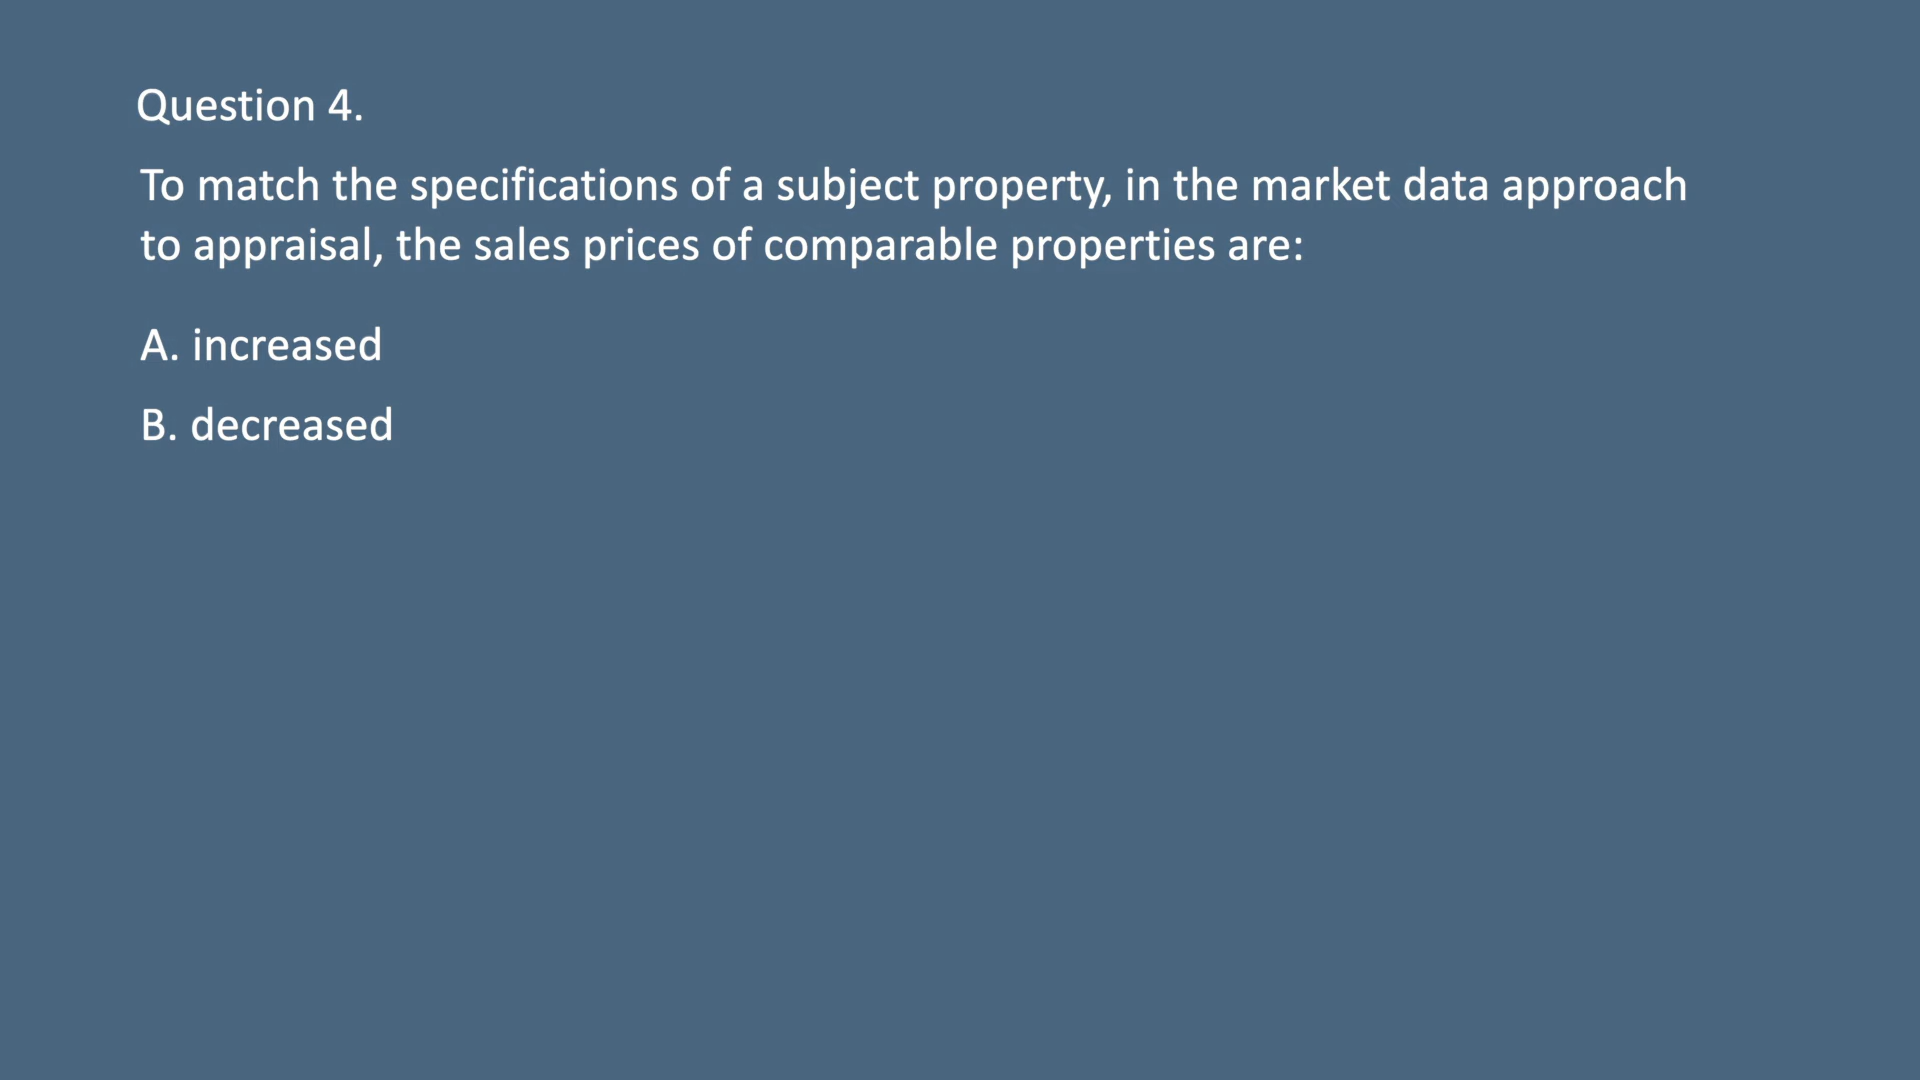 Question 4.
To match the specifications of a subject property, in the market data approach
to appraisal, the sales prices of comparable properties are:
A. increased
B. decreased